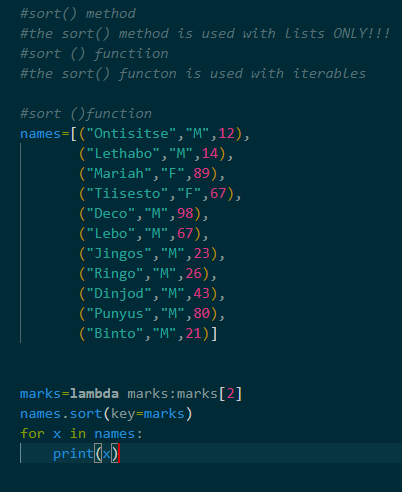 #sort() method
#the sort() method is used with lists ONLY!!!
#sort () functiion
#the sort() functon is used with iterables
#sort ()function
names=[("Ontisitse","M",12),
("Lethabo","M",14),
("Mariah","F",89),
("Tiisesto","F",67),
("Deco","M",98),
("Lebo","M",67),
("Jingos","M",23),
("Ringo","M",26),
("Dinjod","M",43),
("Punyus","M",80),
("Binto","M",21)]
marks=lambda marks:marks[2]
names.sort(key=marks)
for x in names:
print(x)